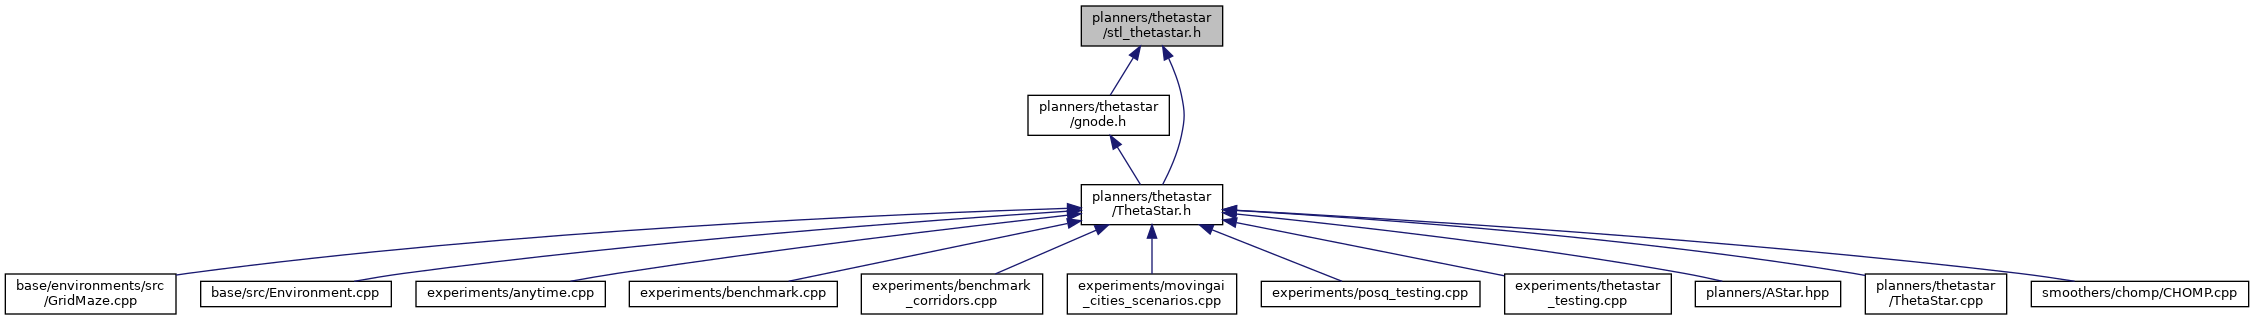 planners/thetastar
/stl_thetastar.h
planners/thetastar
/gnode.h
planners/thetastar
/ThetaStar.h
base/environments/src
/GridMaze.cpp
base/src/Environment.cpp
experiments/anytime.cpp
experiments/benchmark.cpp
experiments/benchmark
_corridors.cpp
experiments/movingai
_cities_scenarios.cpp
experiments/posq_testing.cpp
experiments/thetastar
_testing.cpp
planners/AStar.hpp
planners/thetastar
/ThetaStar.cpp
smoothers/chomp/CHOMP.cpp